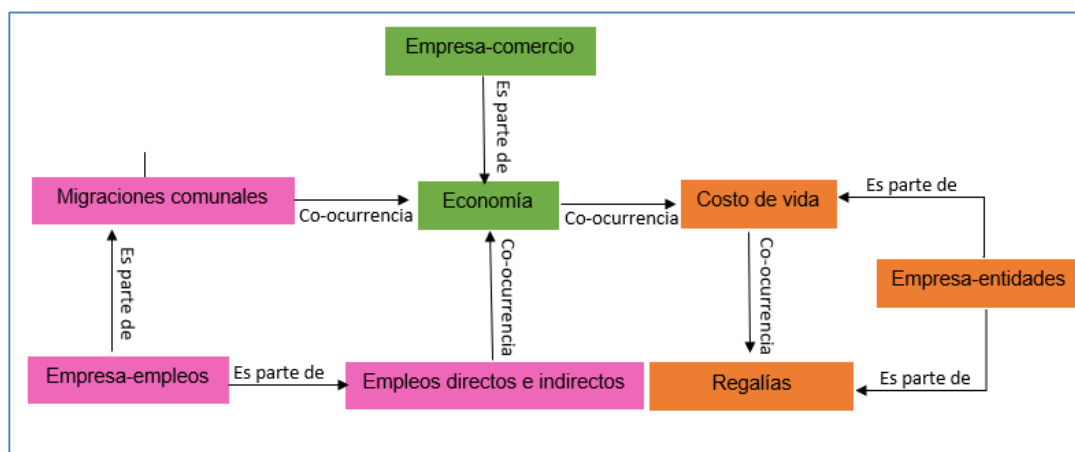 Empresa-comercio
Es parte de
Migraciones comunales
Co-ocurrencia
Economía
Co-ocurrencia
Costo de vida
Es parte de
Empresa-entidades
Es parte de
Co-ocurrencia
Co-ocurrencia
Empresa-empleos
Es parte de
Empleos directos e indirectos
Regalías
Es parte de